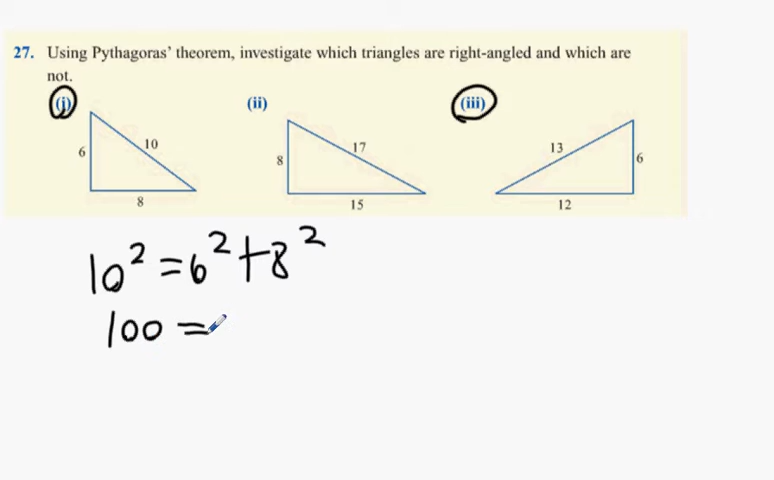 27. Using Pythagoras' theorem, investigate which triangles are right-angled and which are
not.
(i) (ii) (iii)
6 10 8
8 17 15
13 6 12
10² = 6² + 8²
100 =